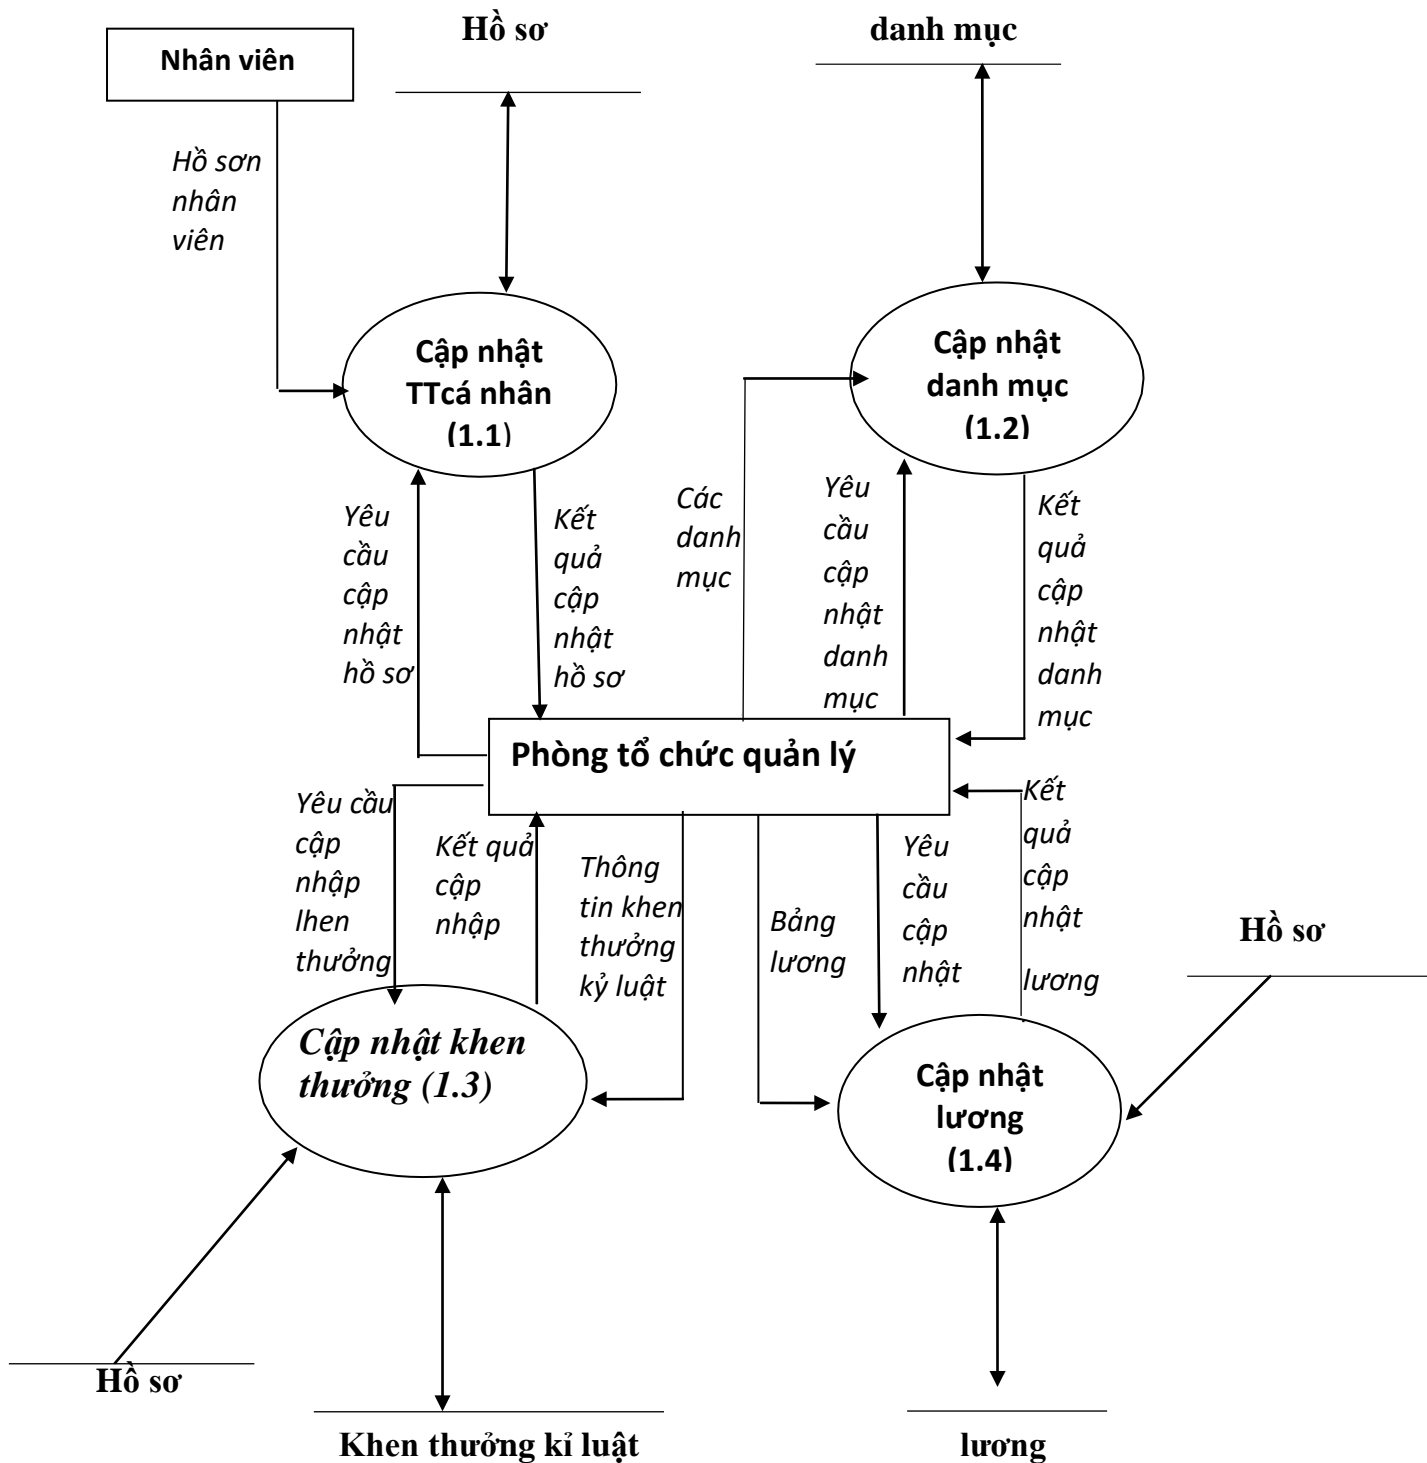 Hồ sơ
danh mục
Nhân viên
Hồ sơn
nhân
viên
Cập nhật
TTcá nhân
(1.1)
Cập nhật
danh mục
(1.2)
Yêu
cầu
cập
nhật
hồ sơ
Kết
quả
cập
nhật
hồ sơ
Các
danh
mục
Yêu
cầu
cập
nhật
danh
mục
Kết
quả
cập
nhật
danh
mục
Phòng tổ chức quản lý
Yêu cầu
cập
nhập
lhen
thưởng
Kết quả
cập
nhập
Thông
tin khen
thưởng
kỷ luật
Bảng
lương
Yêu
cầu
cập
nhật
Kết
quả
cập
nhật
lương
Hồ sơ
Cập nhật khen
thưởng (1.3)
Cập nhật
lương
(1.4)
Hồ sơ
Khen thưởng kỉ luật
lương